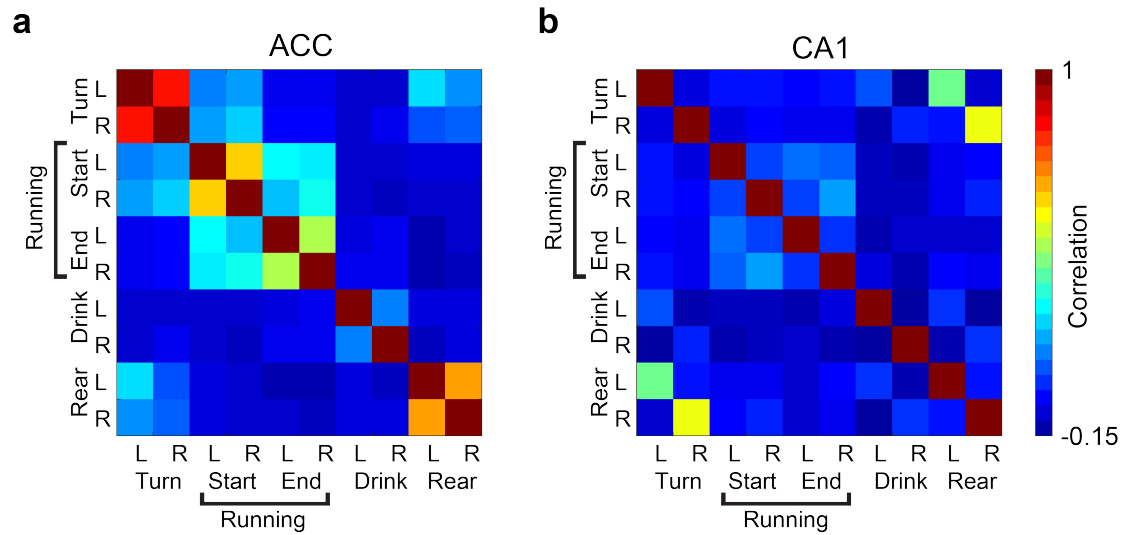 a
ACC
Turn
L
R
Running
Start
L
R
End
L
R
Drink
L
R
Rear
L
R
L R L R L R L R L R
Turn Start End Drink Rear
Running
b
CA1
Turn
L
R
Running
Start
L
R
End
L
R
Drink
L
R
Rear
L
R
L R L R L R L R L R
Turn Start End Drink Rear
Running
1
Correlation
-0.15